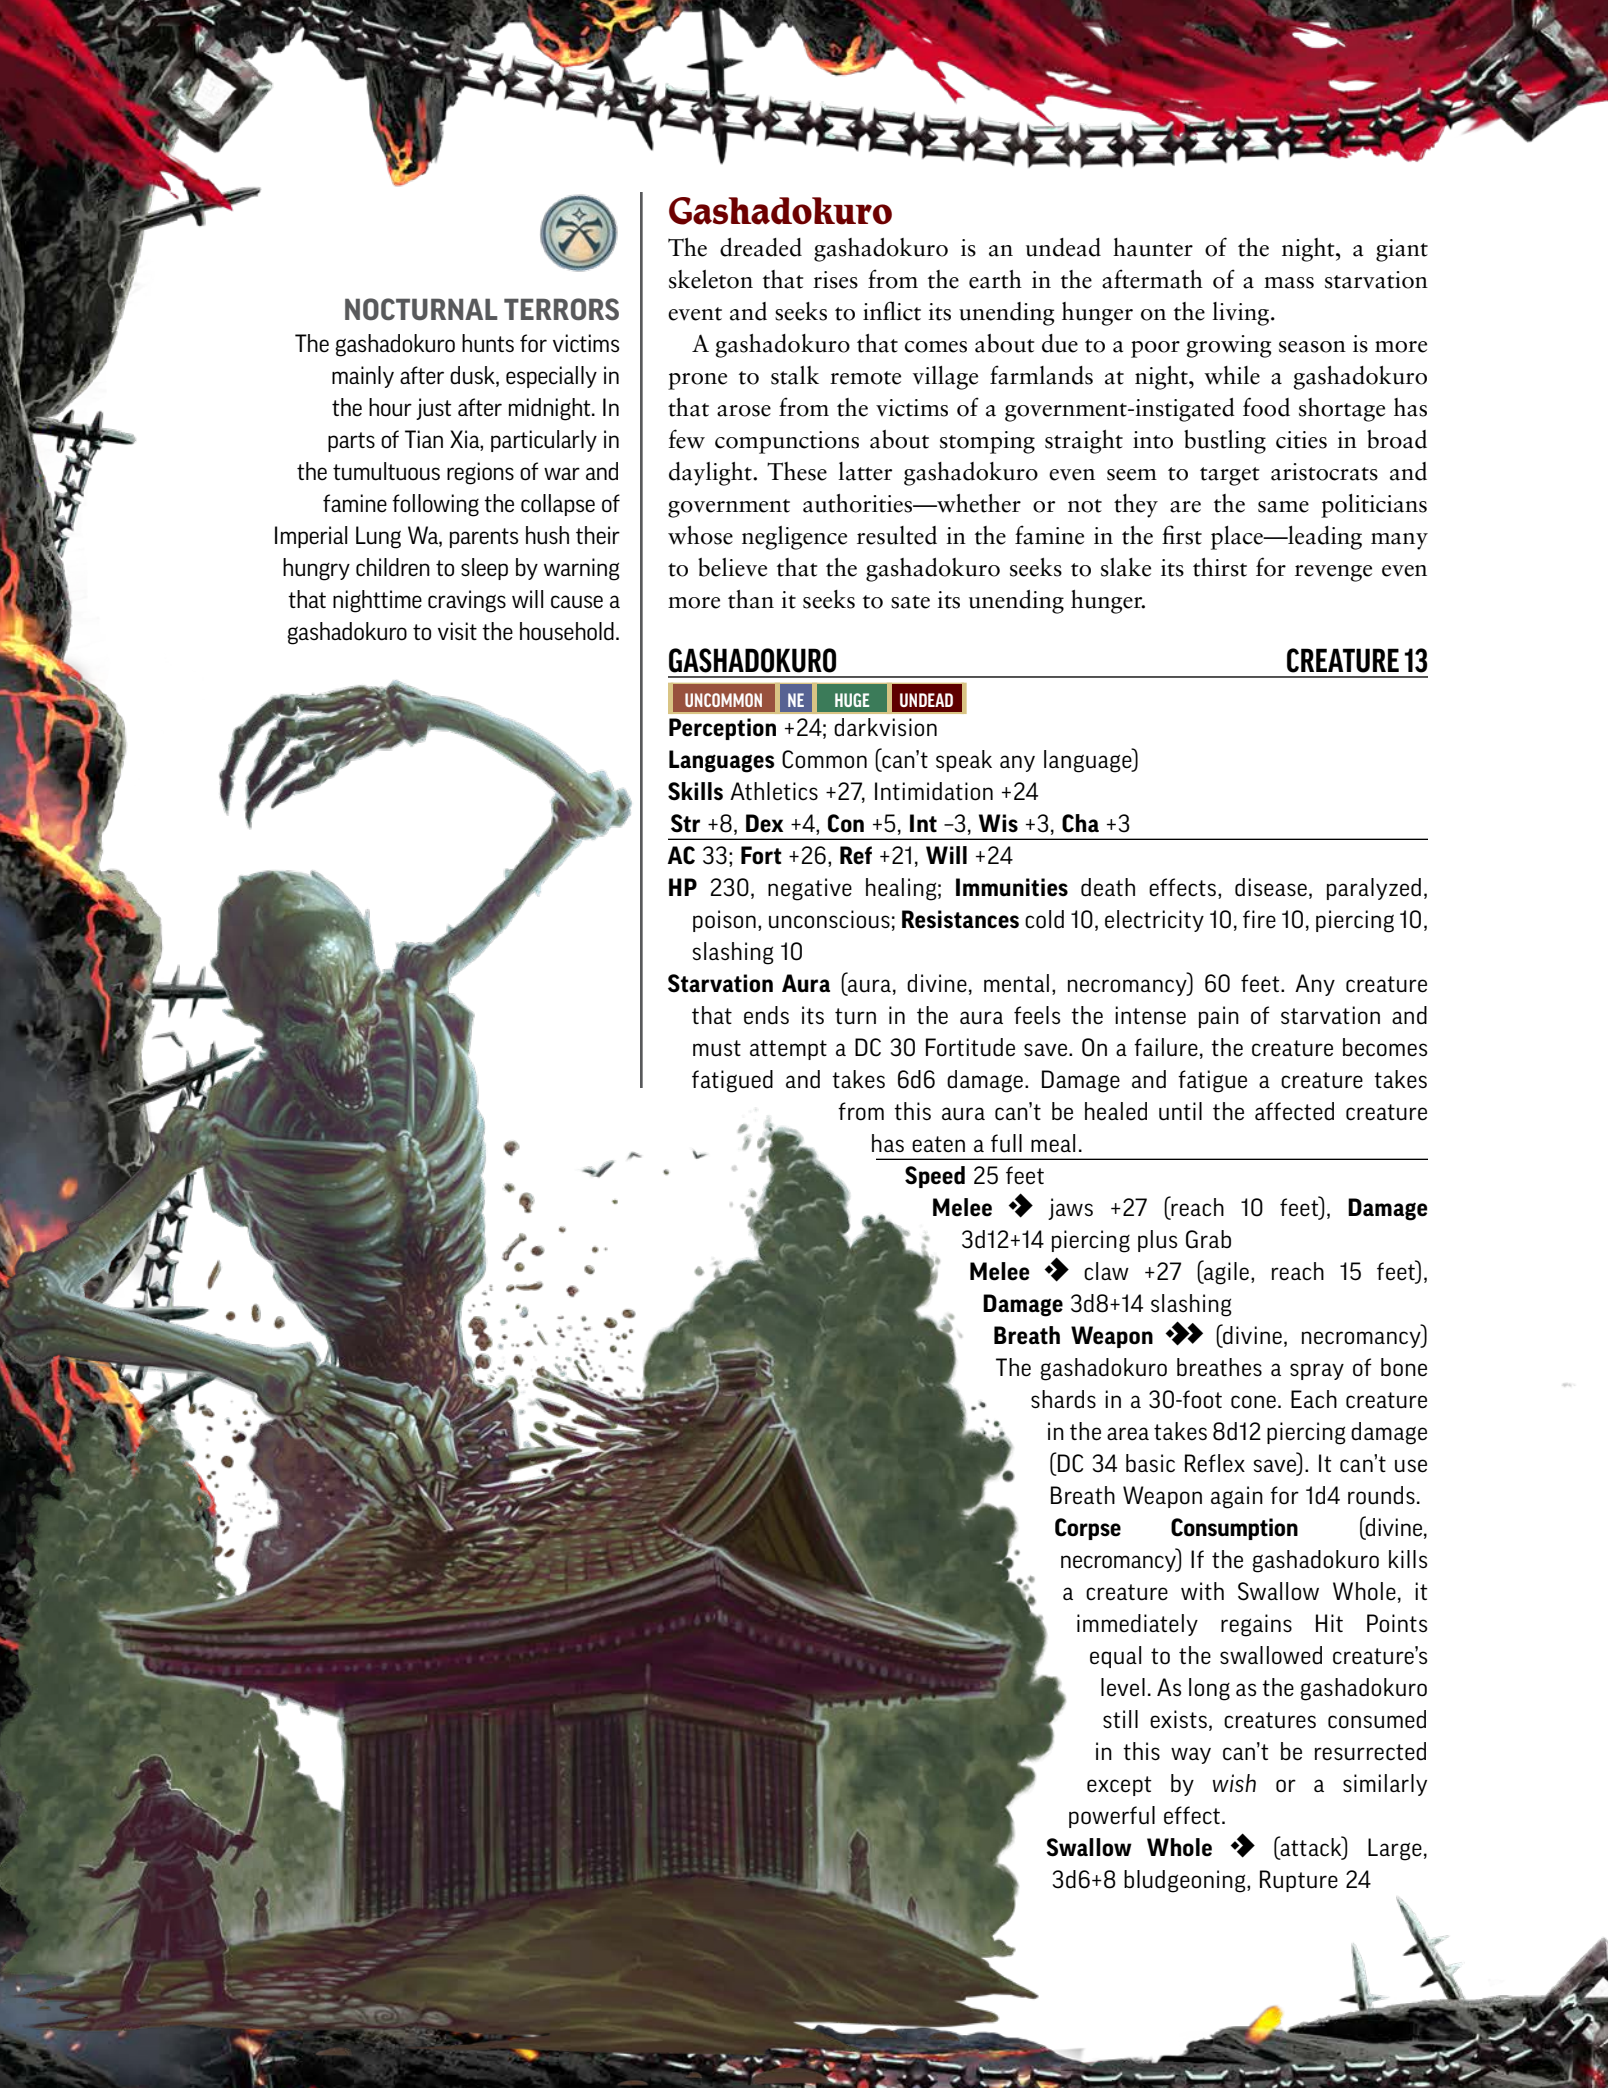 NOCTURNAL TERRORS
The gashadokuro hunts for victims
mainly after dusk, especially in
the hour just after midnight. In
parts of Tian Xia, particularly in
the tumultuous regions of war and
famine following the collapse of
Imperial Lung Wa, parents hush their
hungry children to sleep by warning
that nighttime cravings will cause a
gashadokuro to visit the household.
Gashadokuro
The dreaded gashadokuro is an undead haunter of the night, a giant
skeleton that rises from the earth in the aftermath of a mass starvation
event and seeks to inflict its unending hunger on the living.
A gashadokuro that comes about due to a poor growing season is more
prone to stalk remote village farmlands at night, while a gashadokuro
that arose from the victims of a government-instigated food shortage has
few compunctions about stomping straight into bustling cities in broad
daylight. These latter gashadokuro even seem to target aristocrats and
government authorities—whether or not they are the same politicians
whose negligence resulted in the famine in the first place—leading many
to believe that the gashadokuro seeks to slake its thirst for revenge even
more than it seeks to sate its unending hunger.
GASHADOKURO CREATURE 13
UNCOMMON NE HUGE UNDEAD
Perception +24; darkvision
Languages Common (can't speak any language)
Skills Athletics +27, Intimidation +24
Str +8, Dex +4, Con +5, Int –3, Wis +3, Cha +3
AC 33; Fort +26, Ref +21, Will +24
HP 230, negative healing; Immunities death effects, disease, paralyzed,
poison, unconscious; Resistances cold 10, electricity 10, fire 10, piercing 10,
slashing 10
Starvation Aura (aura, divine, mental, necromancy) 60 feet. Any creature
that ends its turn in the aura feels the intense pain of starvation and
must attempt a DC 30 Fortitude save. On a failure, the creature becomes
fatigued and takes 6d6 damage. Damage and fatigue a creature takes
from this aura can't be healed until the affected creature
has eaten a full meal.
Speed 25 feet
Melee jaws +27 (reach 10 feet), Damage
3d12+14 piercing plus Grab
Melee claw +27 (agile, reach 15 feet),
Damage 3d8+14 slashing
Breath Weapon (divine, necromancy)
The gashadokuro breathes a spray of bone
shards in a 30-foot cone. Each creature
in the area takes 8d12 piercing damage
(DC 34 basic Reflex save). It can't use
Breath Weapon again for 1d4 rounds.
Corpse Consumption (divine,
necromancy) If the gashadokuro kills
a creature with Swallow Whole, it
immediately regains Hit Points
equal to the swallowed creature's
level. As long as the gashadokuro
still exists, creatures consumed
in this way can't be resurrected
except by wish or a similarly
powerful effect.
Swallow Whole (attack) Large,
3d6+8 bludgeoning, Rupture 24